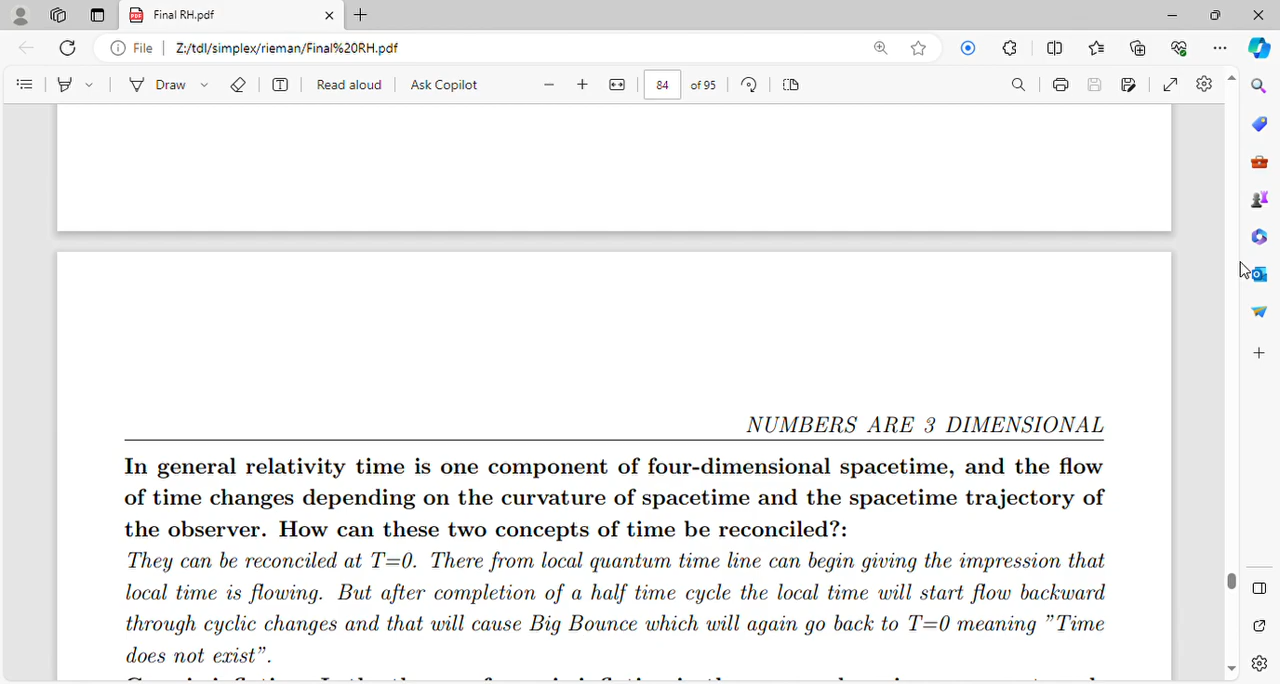 Final RH.pdf
File
Z:/tdl/simplex/rieman/Final%20RH.pdf
Draw
Read aloud
Ask Copilot
84
of 95
NUMBERS ARE 3 DIMENSIONAL
In general relativity time is one component of four-dimensional spacetime, and the flow
of time changes depending on the curvature of spacetime and the spacetime trajectory of
the observer. How can these two concepts of time be reconciled?:
They can be reconciled at T=0. There from local quantum time line can begin giving the impression that
local time is flowing. But after completion of a half time cycle the local time will start flow backward
through cyclic changes and that will cause Big Bounce which will again go back to T=0 meaning "Time
does not exist".